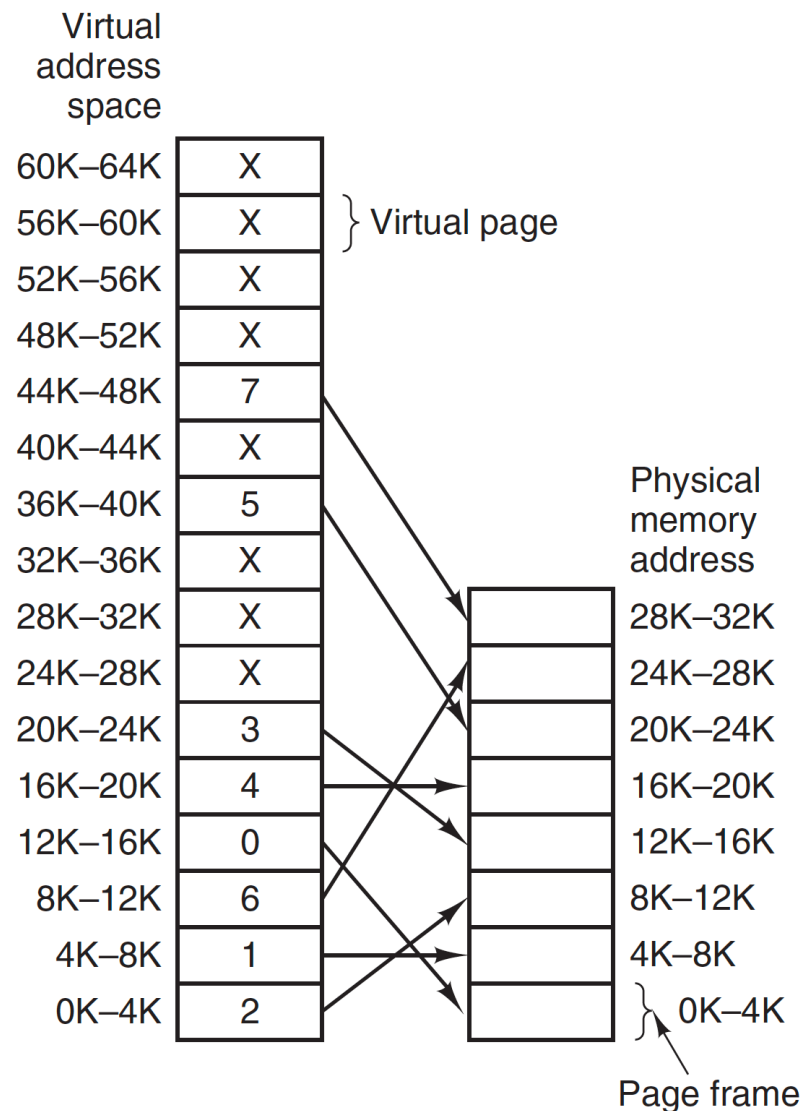 Virtual
address
space
60K–64K X
56K–60K X Virtual page
52K–56K X
48K–52K X
44K–48K 7
40K–44K X
36K–40K 5
32K–36K X
28K–32K X
24K–28K X
20K–24K 3
16K–20K 4
12K–16K 0
8K–12K 6
4K–8K 1
0K–4K 2
Physical
memory
address
28K–32K
24K–28K
20K–24K
16K–20K
12K–16K
8K–12K
4K–8K
0K–4K
Page frame